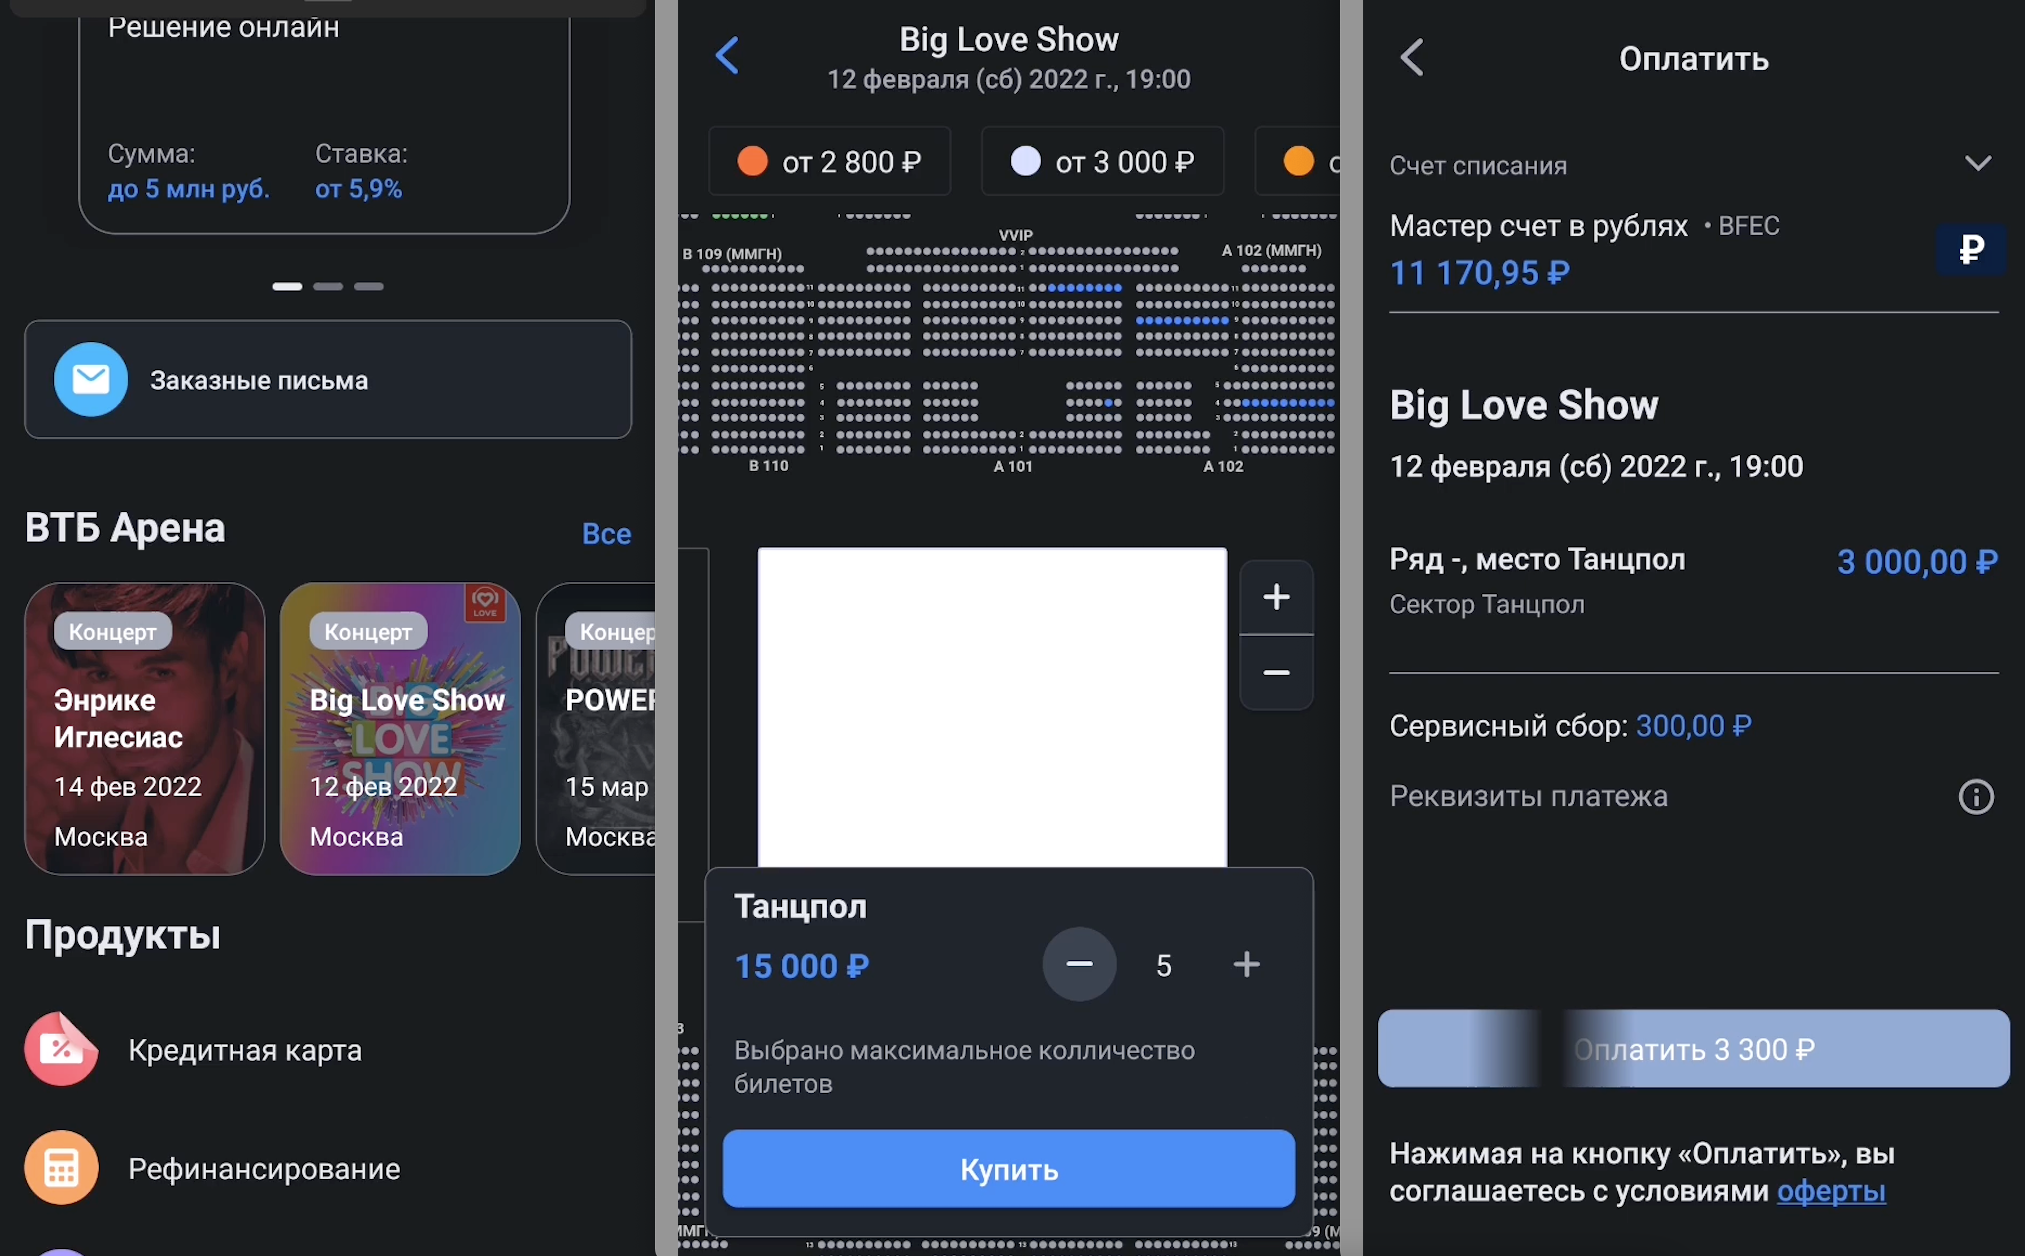 Решение онлайн
Сумма:
до 5 млн руб.
Ставка:
от 5,9%
Заказные письма
ВТБ Арена
Все
Концерт
Энрике
Иглесиас
14 фев 2022
Москва
LOVE
Концерт
BIG
LOVE
SHOW
Big Love Show
12 фев 2022
Москва
Концер
POWER
15 мар
Москва
Продукты
Кредитная карта
Рефинансирование
Big Love Show
12 февраля (сб) 2022 г., 19:00
от 2 800 ₽
от 3 000 ₽
VVIP
B 109 (ММГН)
A 102 (ММГН)
B 110
A 101
A 102
+
−
Танцпол
15 000 ₽
− 5 +
Выбрано максимальное колличество
билетов
Купить
Оплатить
Счет списания
Мастер счет в рублях • BFEC
11 170,95 ₽
₽
Big Love Show
12 февраля (сб) 2022 г., 19:00
Ряд -, место Танцпол
3 000,00 ₽
Сектор Танцпол
Сервисный сбор: 300,00 ₽
Реквизиты платежа
Оплатить 3 300 ₽
Нажимая на кнопку «Оплатить», вы
соглашаетесь с условиями оферты